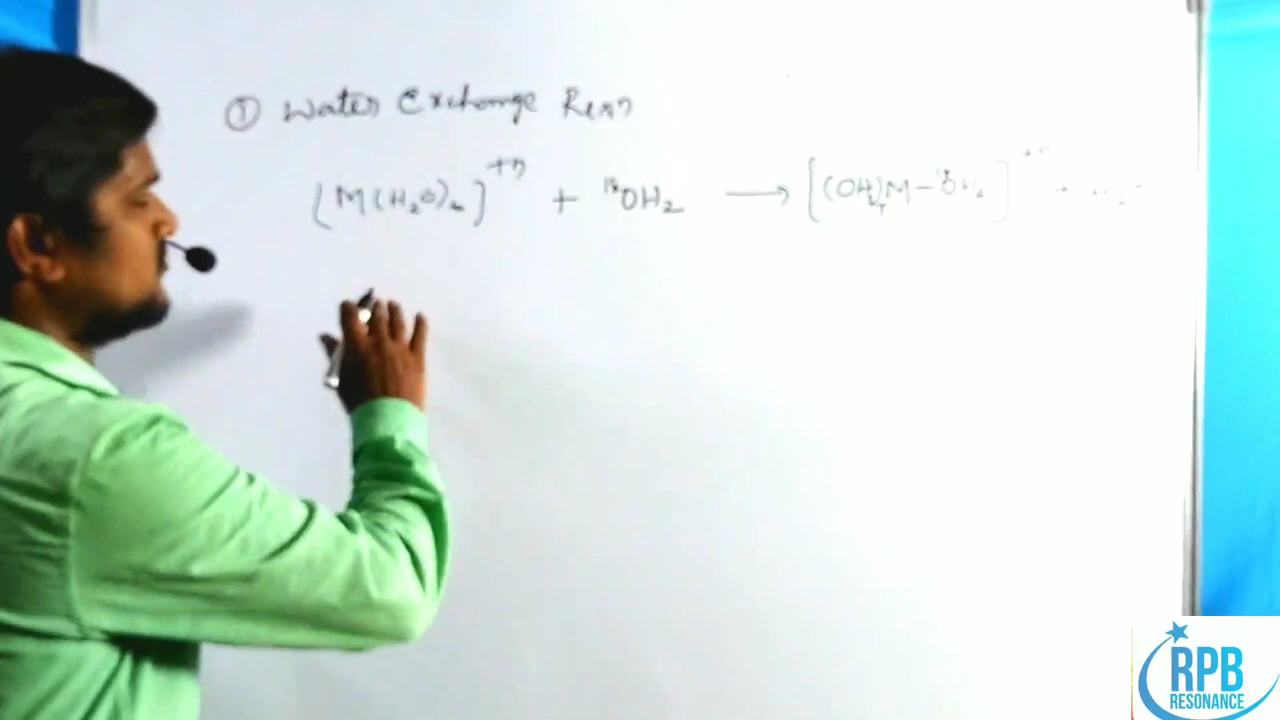 ① Water Exchange Rexn
[M(H₂O)ₙ]⁺ⁿ + ¹⁸OH₂ ⟶ [(OH₂)M-¹⁸OH₂]⁺ⁿ +
RPB
RESONANCE